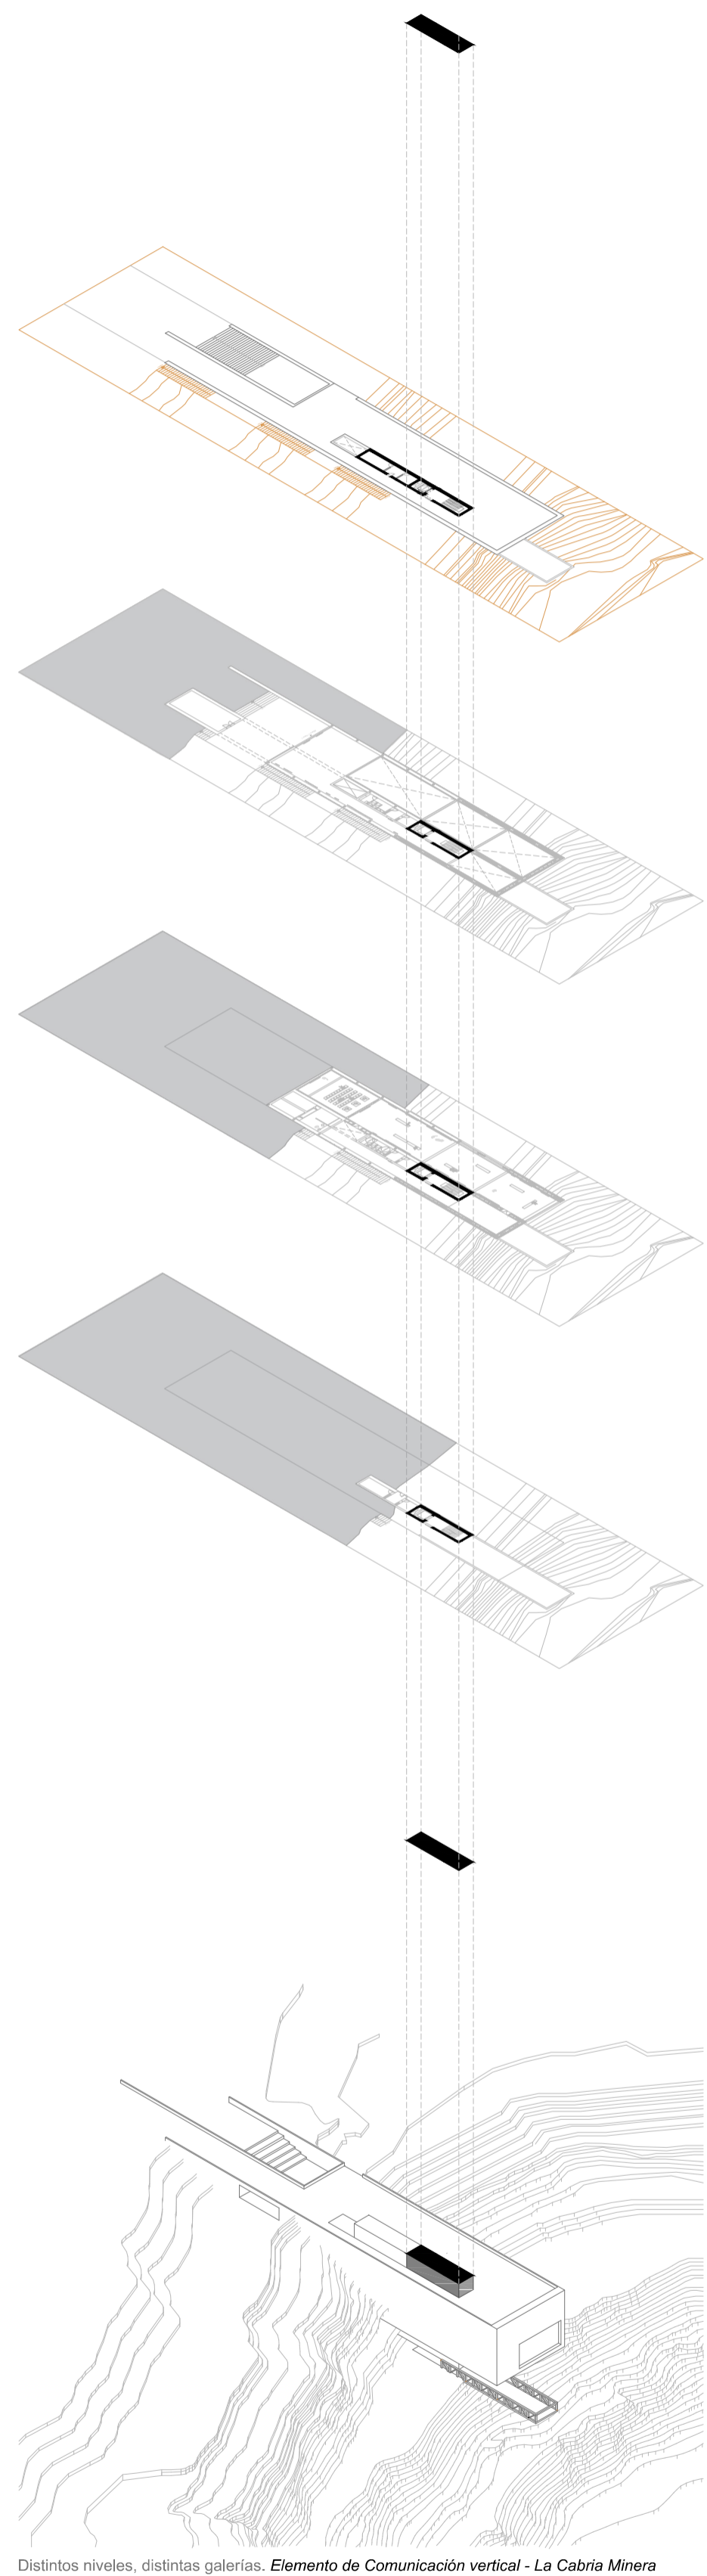 Distintos niveles, distintas galerías. Elemento de Comunicación vertical - La Cabria Minera